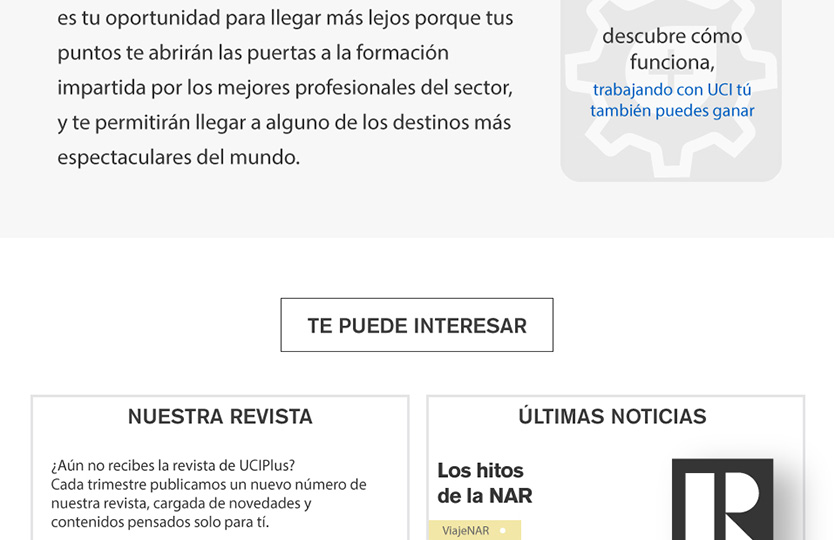 es tu oportunidad para llegar más lejos porque tus
puntos te abrirán las puertas a la formación
impartida por los mejores profesionales del sector,
y te permitirán llegar a alguno de los destinos más
espectaculares del mundo.
descubre cómo
funciona,
trabajando con UCI tú
también puedes ganar
TE PUEDE INTERESAR
NUESTRA REVISTA
¿Aún no recibes la revista de UCIPlus?
Cada trimestre publicamos un nuevo número de
nuestra revista, cargada de novedades y
contenidos pensados solo para tí.
ÚLTIMAS NOTICIAS
Los hitos
de la NAR
ViajeNAR
R